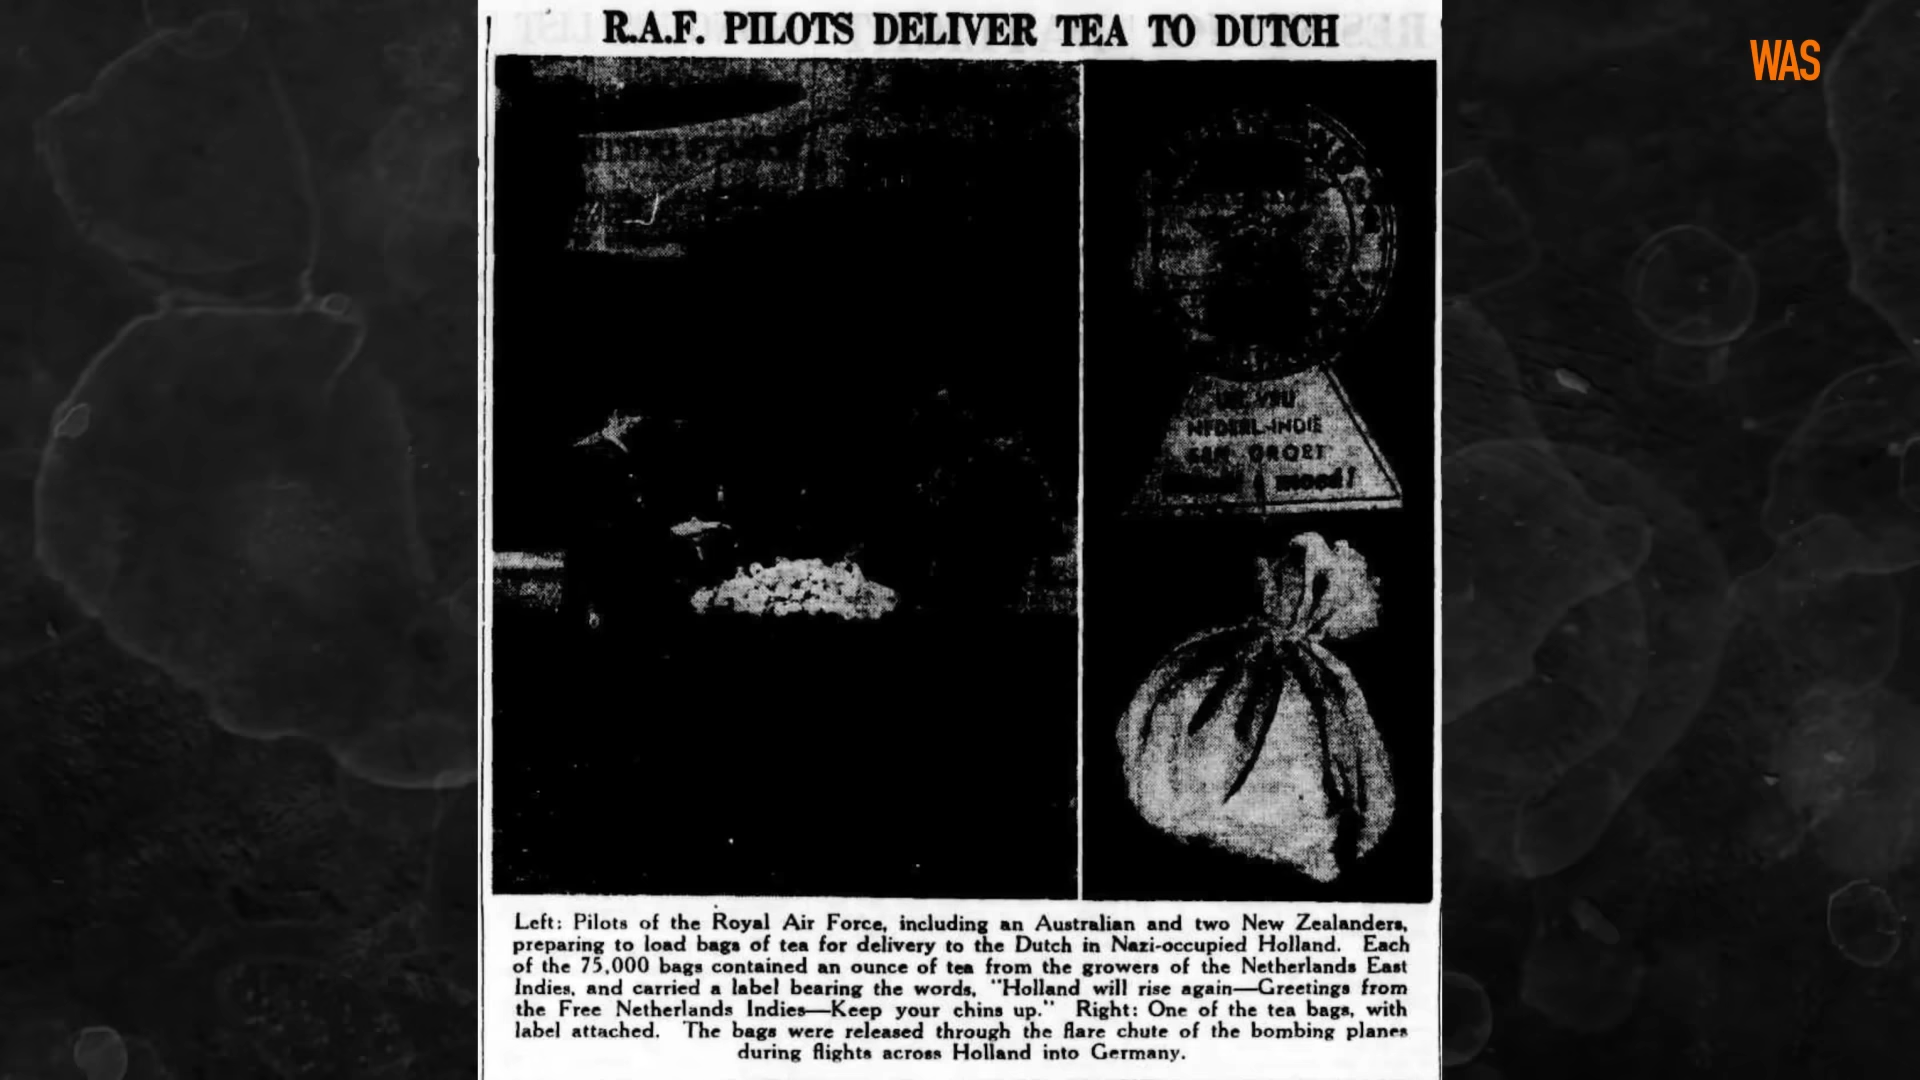 R.A.F. PILOTS DELIVER TEA TO DUTCH
WAS
NEDERL-INDIE
GROET
moed!
Left: Pilots of the Royal Air Force, including an Australian and two New Zealanders,
preparing to load bags of tea for delivery to the Dutch in Nazi-occupied Holland. Each
of the 75,000 bags contained an ounce of tea from the growers of the Netherlands East
Indies, and carried a label bearing the words, "Holland will rise again—Greetings from
the Free Netherlands Indies—Keep your chins up." Right: One of the tea bags, with
label attached. The bags were released through the flare chute of the bombing planes
during flights across Holland into Germany.